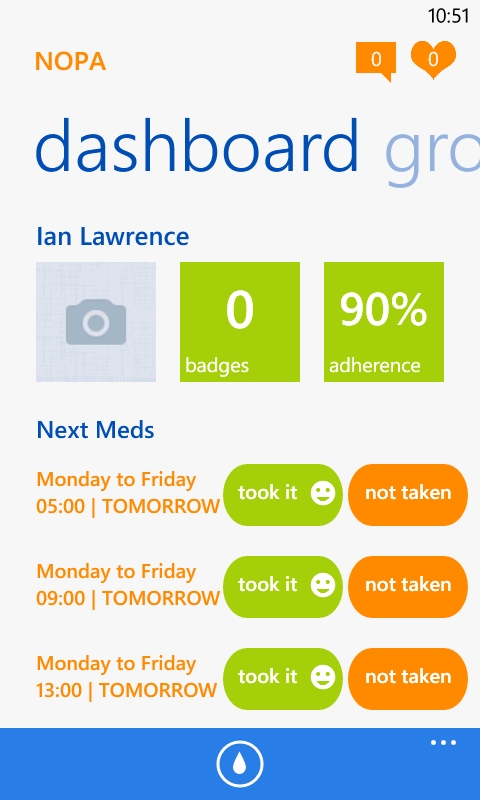 10:51
NOPA
0
0
dashboard gro
Ian Lawrence
0
badges
90%
adherence
Next Meds
Monday to Friday
05:00 | TOMORROW
took it
not taken
Monday to Friday
09:00 | TOMORROW
took it
not taken
Monday to Friday
13:00 | TOMORROW
took it
not taken